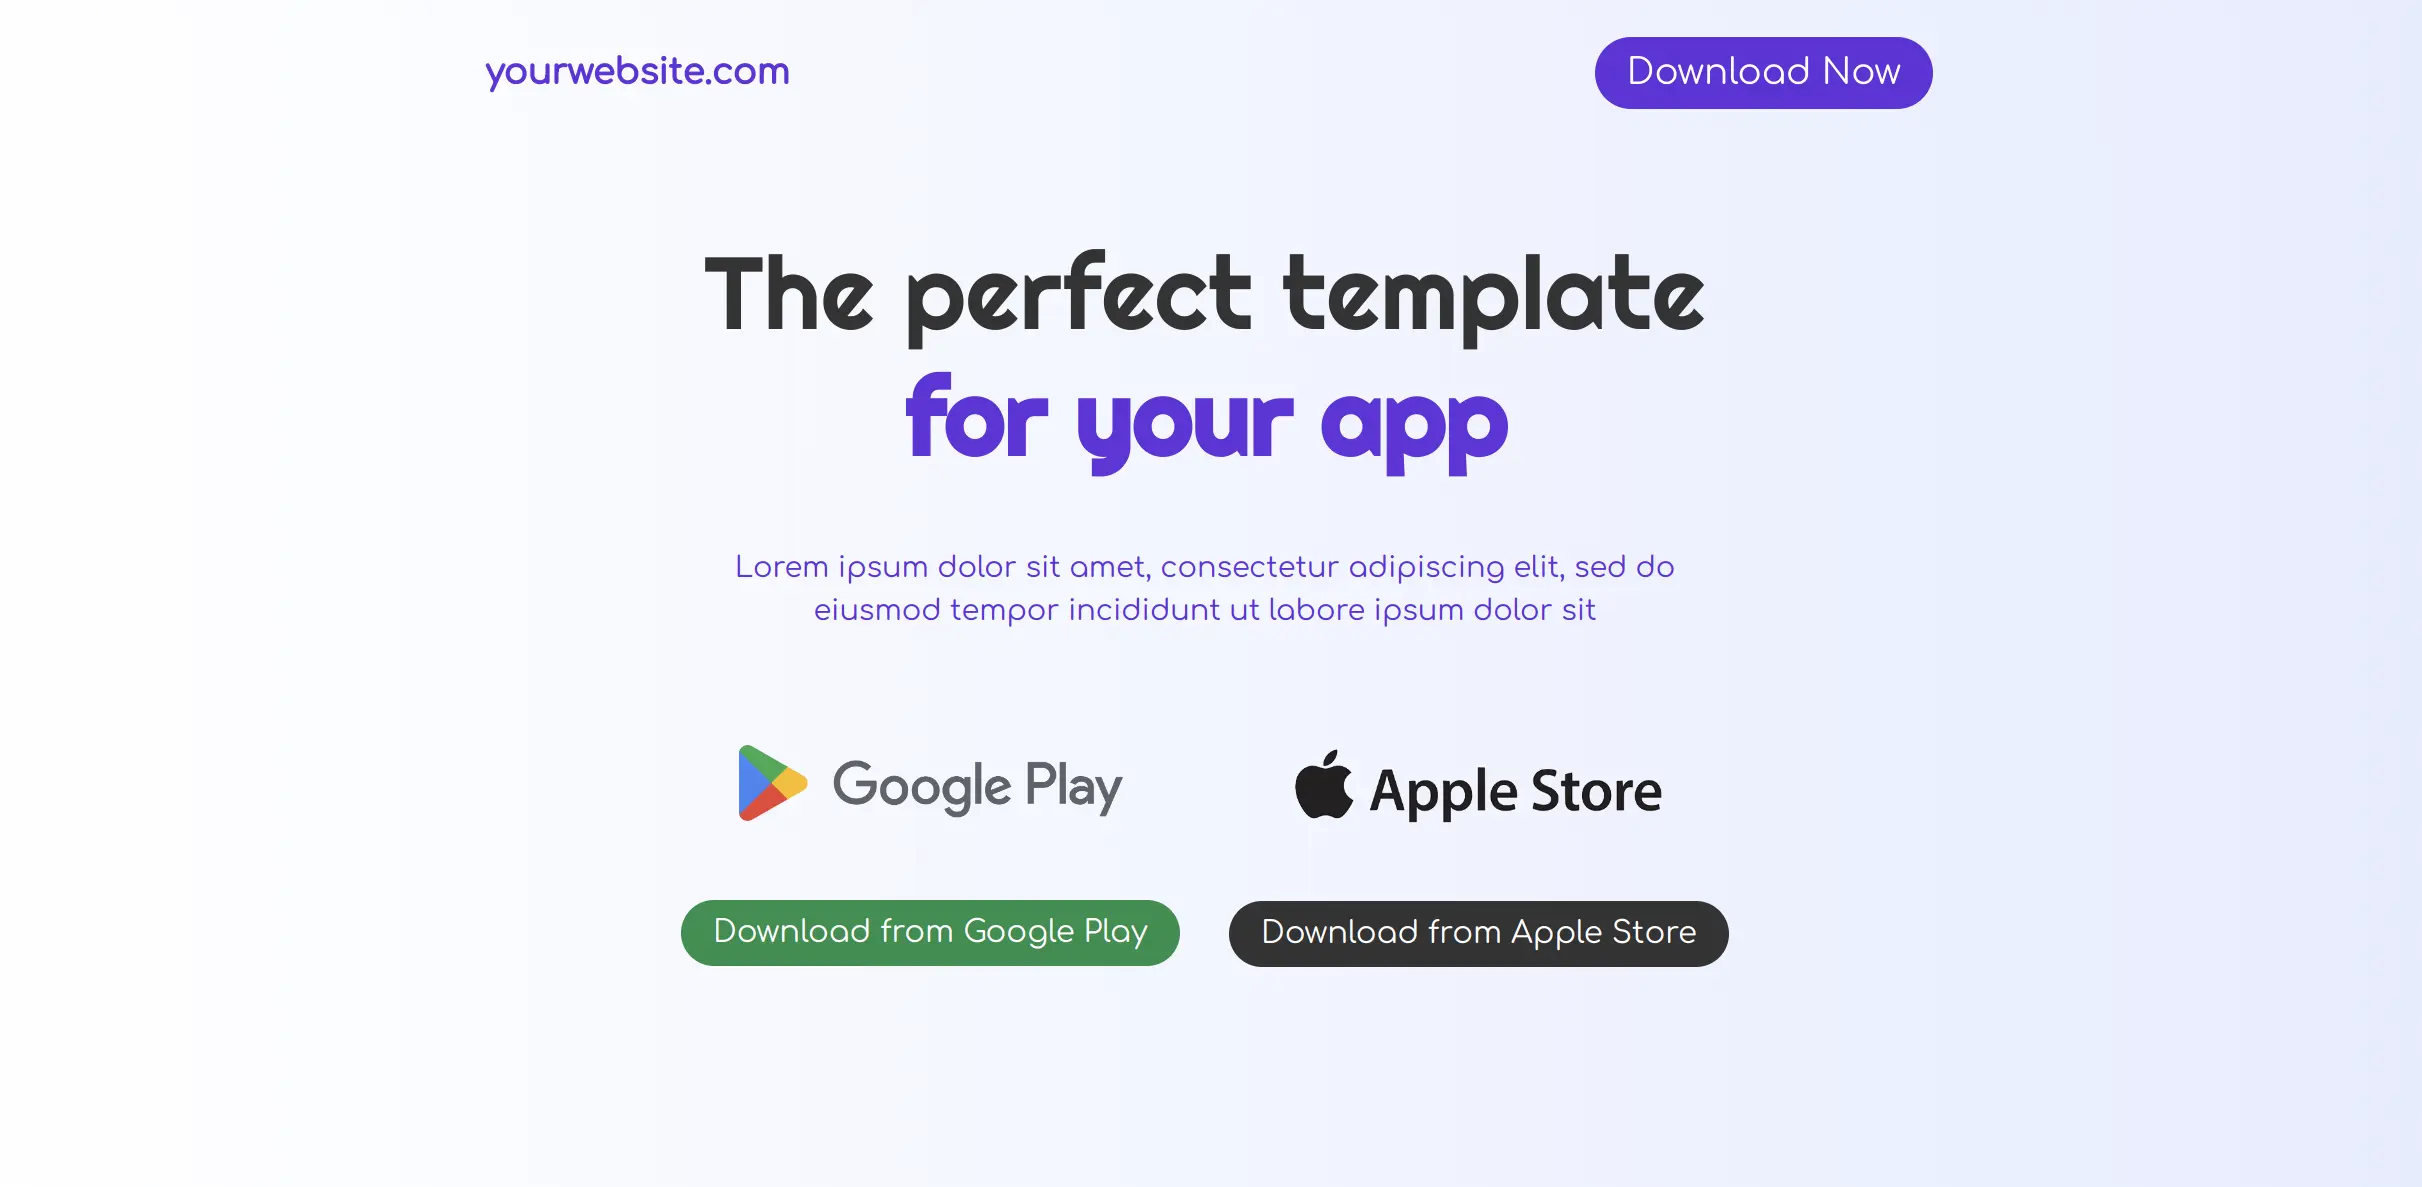 yourwebsite.com
Download Now
The perfect template
for your app
Lorem ipsum dolor sit amet, consectetur adipiscing elit, sed do
eiusmod tempor incididunt ut labore ipsum dolor sit
Google Play
Apple Store
Download from Google Play
Download from Apple Store